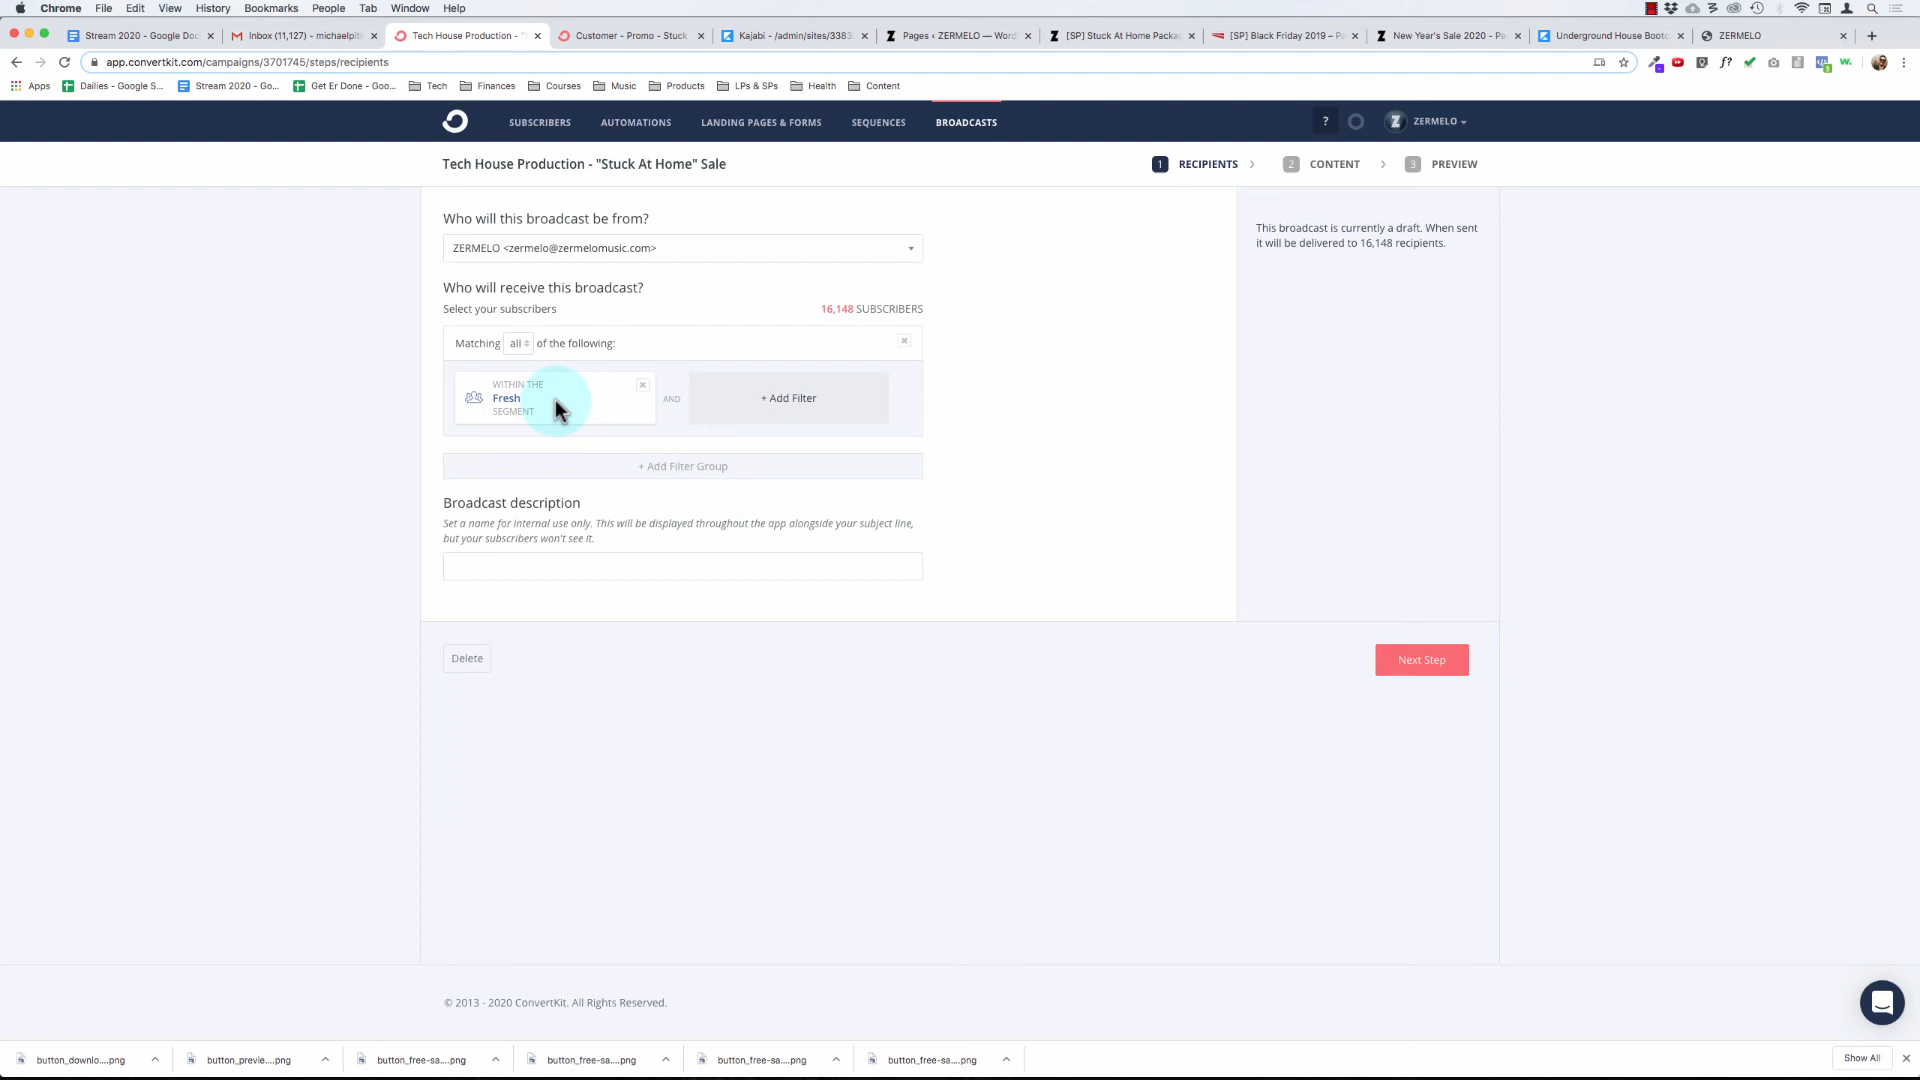 Chrome File Edit View History Bookmarks People Tab Window Help
Stream 2020 - Google Doc
Inbox (11,127) - michaelpit
Tech House Production - "S
Customer - Promo - Stuck
Kajabi - /admin/sites/3383
Pages ‹ ZERMELO — Word
[SP] Stuck At Home Packa
[SP] Black Friday 2019 – Pa
New Year's Sale 2020 - Pa
Underground House Bootc
ZERMELO
app.convertkit.com/campaigns/3701745/steps/recipients
Apps
Dailies - Google S...
Stream 2020 - Go...
Get Er Done - Goo...
Tech
Finances
Courses
Music
Products
LPs & SPs
Health
Content
SUBSCRIBERS AUTOMATIONS LANDING PAGES & FORMS SEQUENCES BROADCASTS ? ZERMELO
Tech House Production - "Stuck At Home" Sale
1 RECIPIENTS 2 CONTENT 3 PREVIEW
Who will this broadcast be from?
ZERMELO <zermelo@zermelomusic.com>
This broadcast is currently a draft. When sent
it will be delivered to 16,148 recipients.
Who will receive this broadcast?
Select your subscribers 16,148 SUBSCRIBERS
Matching all of the following:
WITHIN THE
Fresh
SEGMENT
AND
+ Add Filter
+ Add Filter Group
Broadcast description
Set a name for internal use only. This will be displayed throughout the app alongside your subject line,
but your subscribers won't see it.
Delete
Next Step
© 2013 - 2020 ConvertKit. All Rights Reserved.
button_downlo....png
button_previe....png
button_free-sa....png
button_free-sa....png
button_free-sa....png
button_free-sa....png
Show All